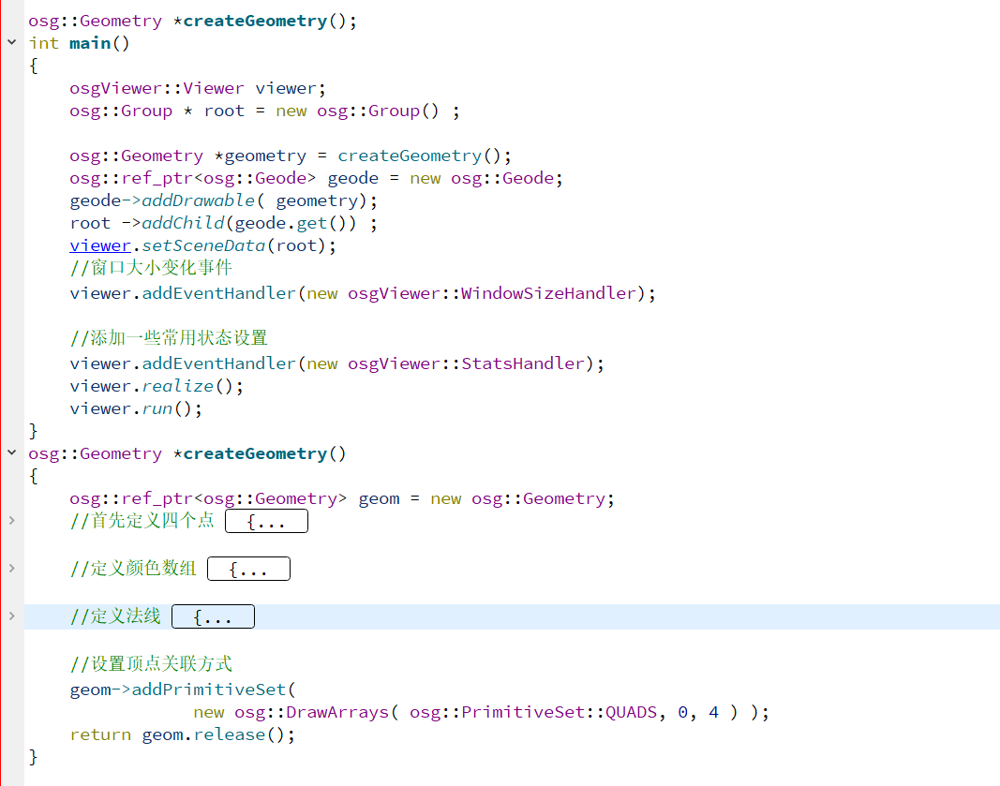 osg::Geometry *createGeometry();
int main()
{
    osgViewer::Viewer viewer;
    osg::Group * root = new osg::Group() ;
    osg::Geometry *geometry = createGeometry();
    osg::ref_ptr<osg::Geode> geode = new osg::Geode;
    geode->addDrawable( geometry);
    root ->addChild(geode.get()) ;
    viewer.setSceneData(root);
    //窗口大小变化事件
    viewer.addEventHandler(new osgViewer::WindowSizeHandler);
    //添加一些常用状态设置
    viewer.addEventHandler(new osgViewer::StatsHandler);
    viewer.realize();
    viewer.run();
}
osg::Geometry *createGeometry()
{
    osg::ref_ptr<osg::Geometry> geom = new osg::Geometry;
    //首先定义四个点 {...
    //定义颜色数组 {...
    //定义法线 {...
    //设置顶点关联方式
    geom->addPrimitiveSet(
                new osg::DrawArrays( osg::PrimitiveSet::QUADS, 0, 4 ) );
    return geom.release();
}